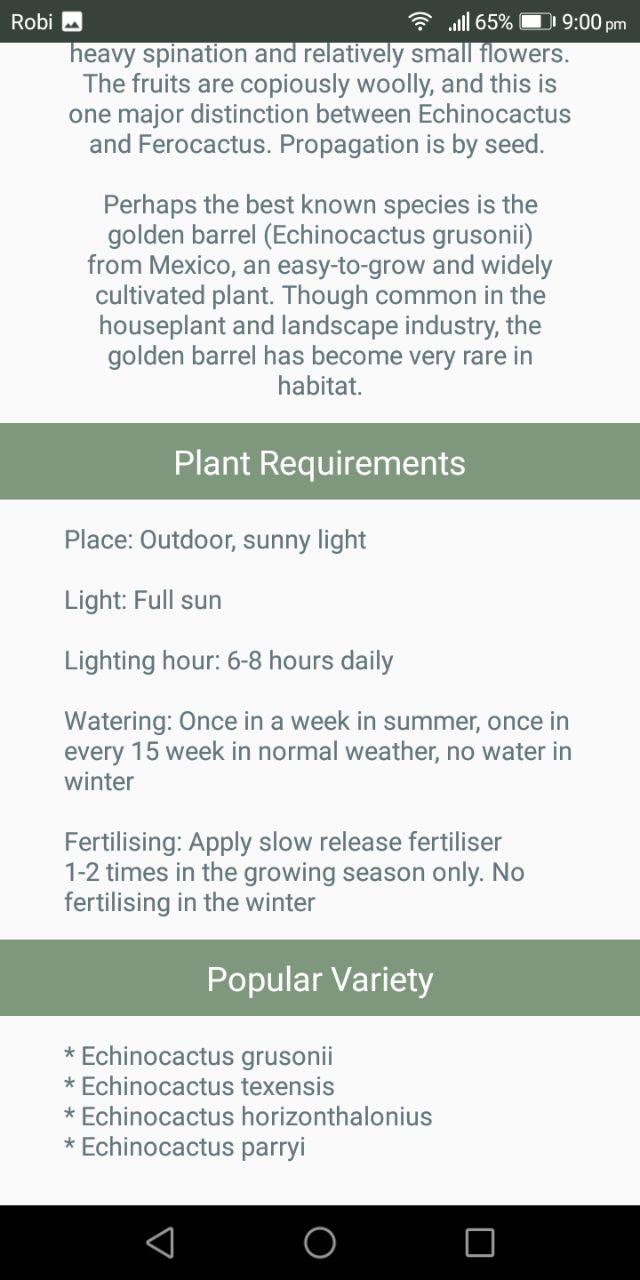 Robi 65% 9:00 pm
heavy spination and relatively small flowers.
The fruits are copiously woolly, and this is
one major distinction between Echinocactus
and Ferocactus. Propagation is by seed.
Perhaps the best known species is the
golden barrel (Echinocactus grusonii)
from Mexico, an easy-to-grow and widely
cultivated plant. Though common in the
houseplant and landscape industry, the
golden barrel has become very rare in
habitat.
Plant Requirements
Place: Outdoor, sunny light
Light: Full sun
Lighting hour: 6-8 hours daily
Watering: Once in a week in summer, once in
every 15 week in normal weather, no water in
winter
Fertilising: Apply slow release fertiliser
1-2 times in the growing season only. No
fertilising in the winter
Popular Variety
* Echinocactus grusonii
* Echinocactus texensis
* Echinocactus horizonthalonius
* Echinocactus parryi